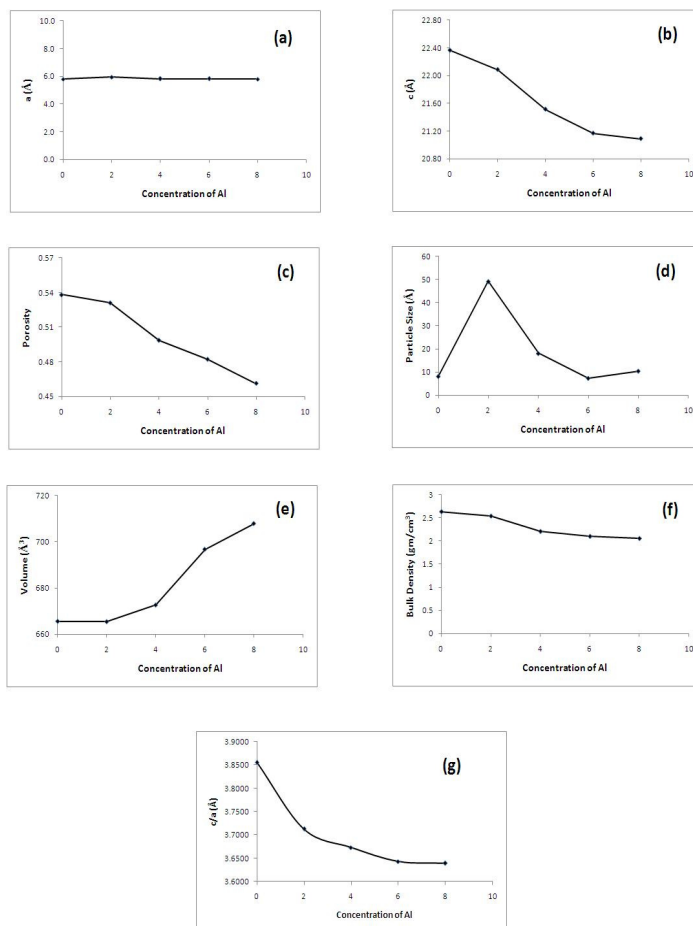 (a)
a (Å)
10.0
8.0
6.0
4.0
2.0
0.0
0 2 4 6 8 10
Concentration of Al
(b)
c (Å)
22.80
22.40
22.00
21.60
21.20
20.80
0 2 4 6 8 10
Concentration of Al
(c)
Porosity
0.57
0.54
0.51
0.48
0.45
0 2 4 6 8 10
Concentration of Al
(d)
Particle Size (Å)
60
50
40
30
20
10
0
0 2 4 6 8 10
Concentration of Al
(e)
Volume (Å³)
720
700
680
660
0 2 4 6 8 10
Concentration of Al
(f)
Bulk Density (gm/cm³)
3
2.5
2
1.5
1
0.5
0
0 2 4 6 8 10
Concentration of Al
(g)
c/a (Å)
3.9000
3.8500
3.8000
3.7500
3.7000
3.6500
3.6000
0 2 4 6 8 10
Concentration of Al